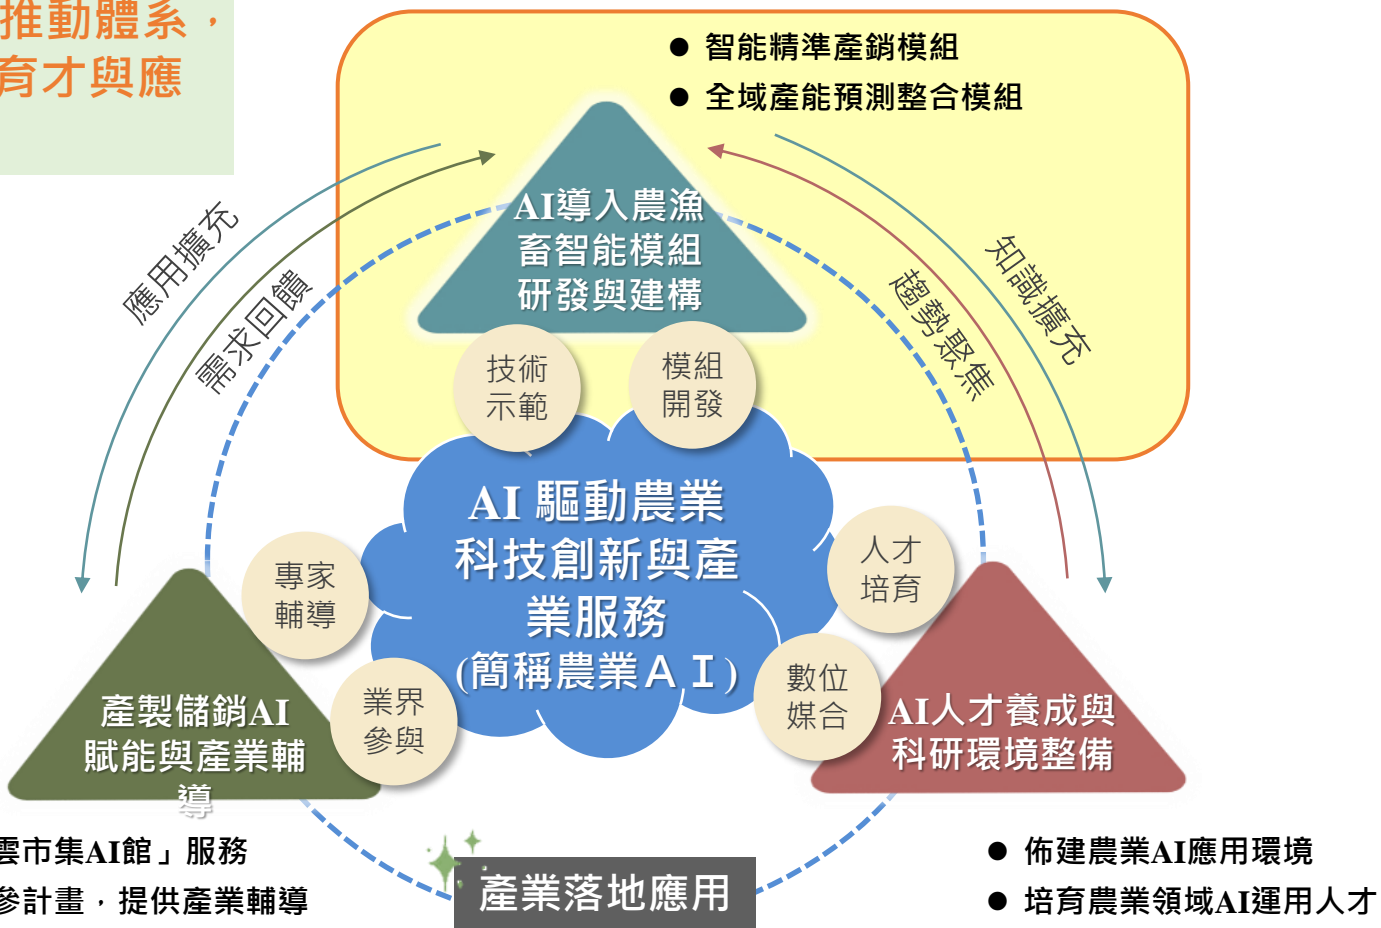 推動體系，
育才與應
● 智能精準產銷模組
● 全域產能預測整合模組
AI導入農漁
畜智能模組
研發與建構
應用擴充
需求回饋
知識擴充
趨勢聚焦
技術
示範
模組
開發
AI 驅動農業
科技創新與產
業服務
(簡稱農業ＡＩ)
專家
輔導
人才
培育
業界
參與
數位
媒合
產製儲銷AI
賦能與產業輔
導
AI人才養成與
科研環境整備
雲市集AI館」服務
參計畫，提供產業輔導
產業落地應用
● 佈建農業AI應用環境
● 培育農業領域AI運用人才